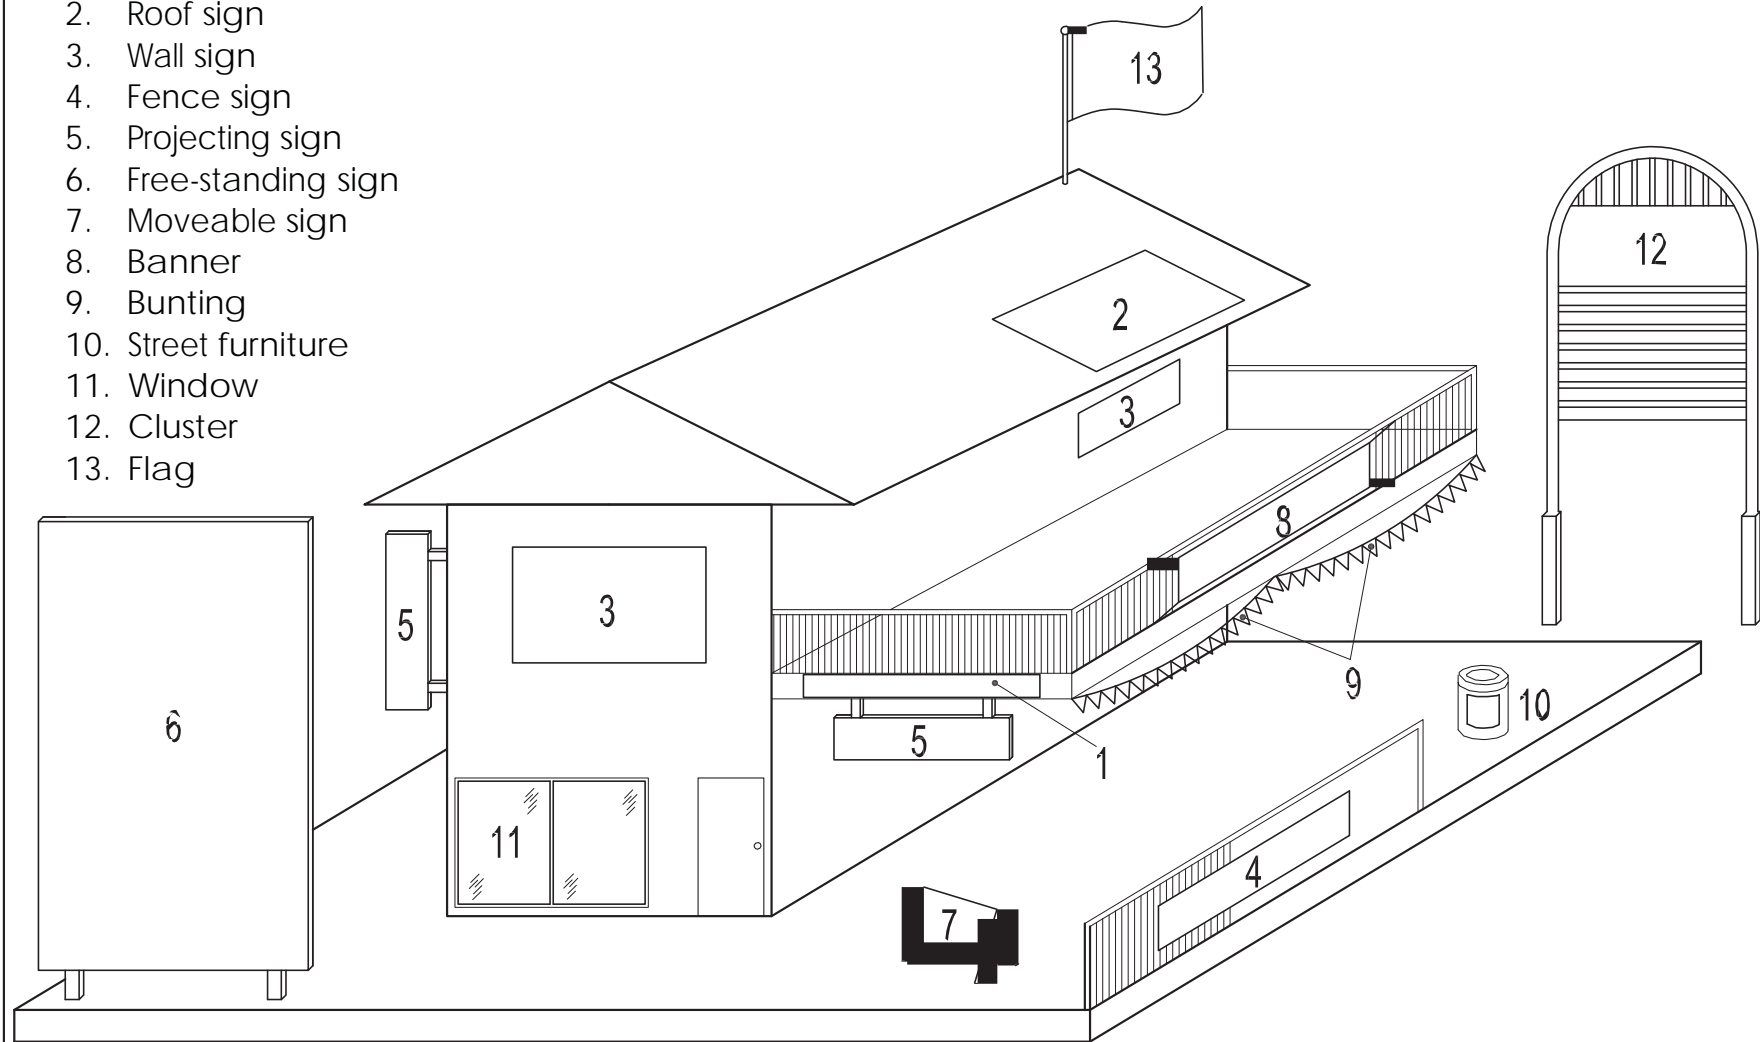 2. Roof sign
3. Wall sign
4. Fence sign
5. Projecting sign
6. Free-standing sign
7. Moveable sign
8. Banner
9. Bunting
10. Street furniture
11. Window
12. Cluster
13. Flag
13
12
2
3
8
3
5
9
6
10
5
1
11
4
7